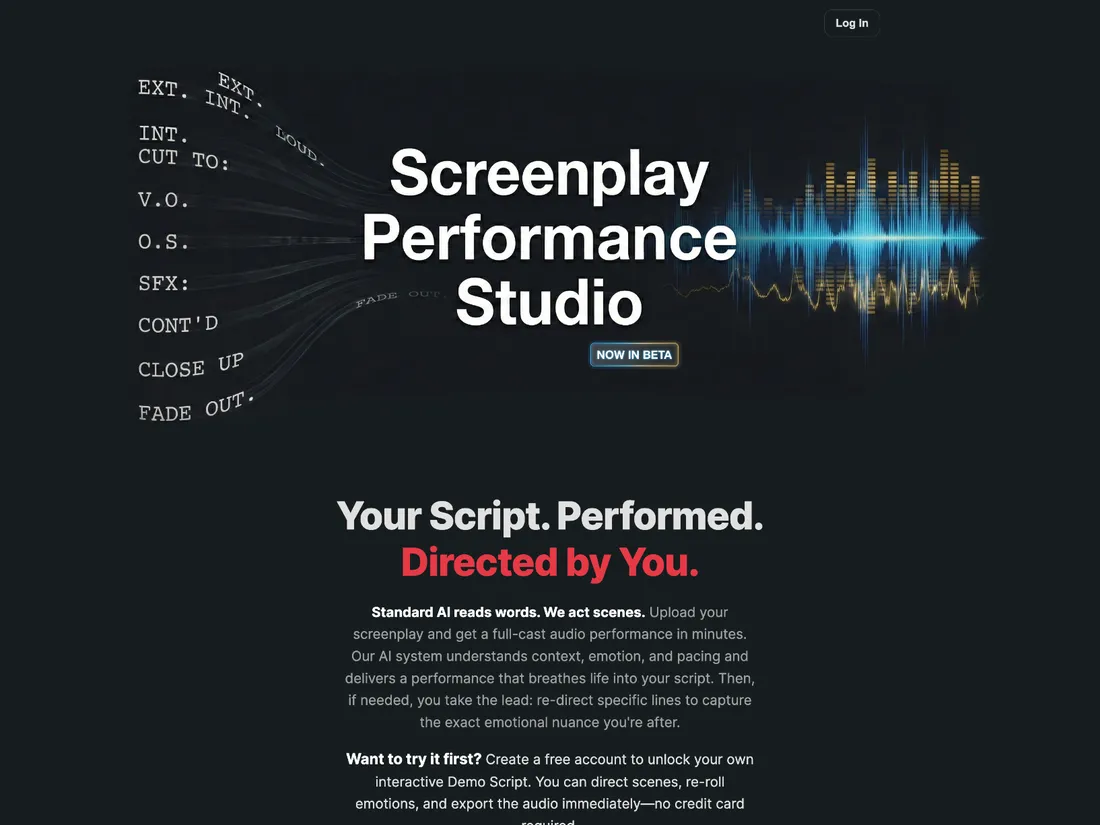 Log In
EXT.
EXT.
INT.
LOUD.
INT.
CUT TO:
V.O.
O.S.
SFX:
FADE OUT.
CONT'D
CLOSE UP
FADE OUT.
Screenplay
Performance
Studio
NOW IN BETA
Your Script. Performed.
Directed by You.
Standard AI reads words. We act scenes. Upload your
screenplay and get a full-cast audio performance in minutes.
Our AI system understands context, emotion, and pacing and
delivers a performance that breathes life into your script. Then,
if needed, you take the lead: re-direct specific lines to capture
the exact emotional nuance you're after.
Want to try it first? Create a free account to unlock your own
interactive Demo Script. You can direct scenes, re-roll
emotions, and export the audio immediately—no credit card
required.